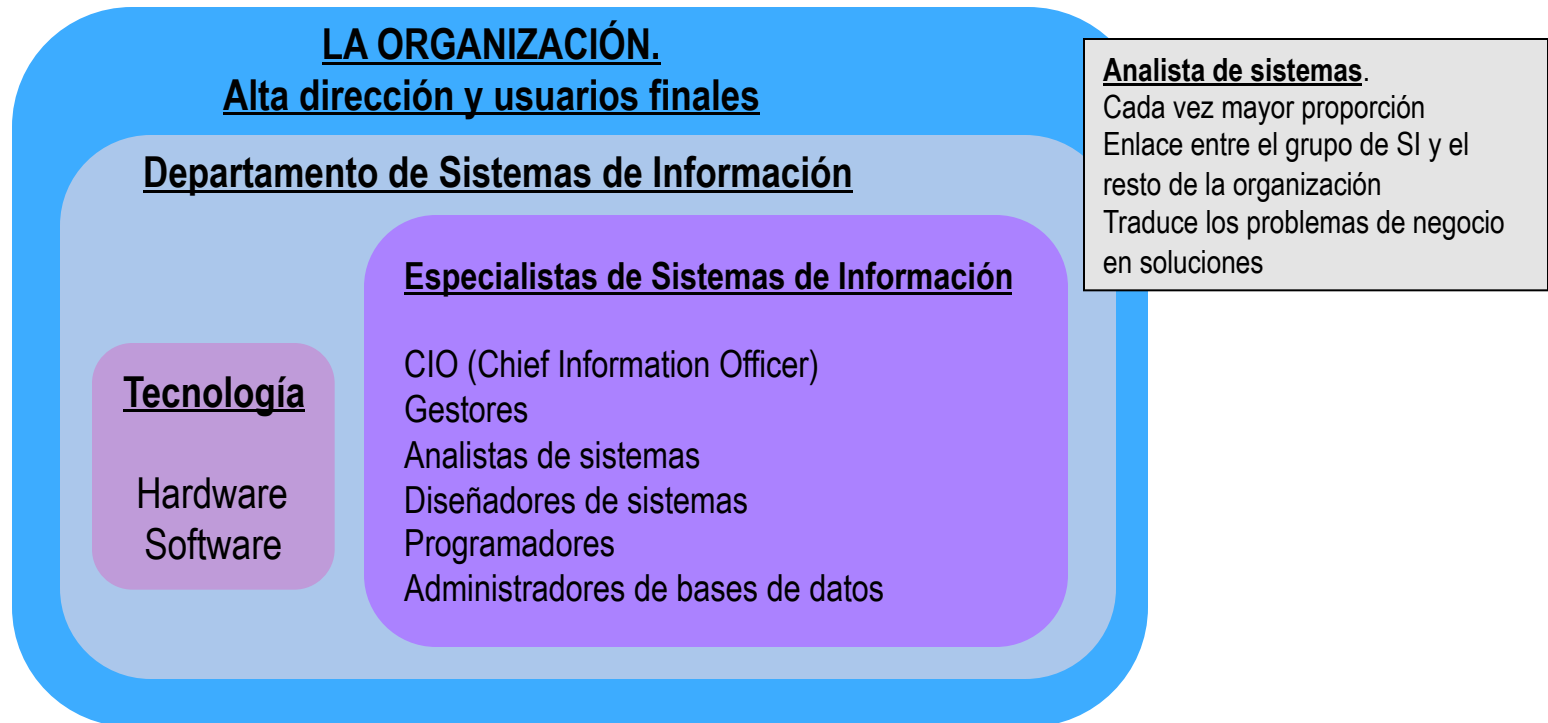 LA ORGANIZACIÓN.
Alta dirección y usuarios finales
Departamento de Sistemas de Información
Especialistas de Sistemas de Información
CIO (Chief Information Officer)
Gestores
Analistas de sistemas
Diseñadores de sistemas
Programadores
Administradores de bases de datos
Tecnología
Hardware
Software
Analista de sistemas.
Cada vez mayor proporción
Enlace entre el grupo de SI y el
resto de la organización
Traduce los problemas de negocio
en soluciones